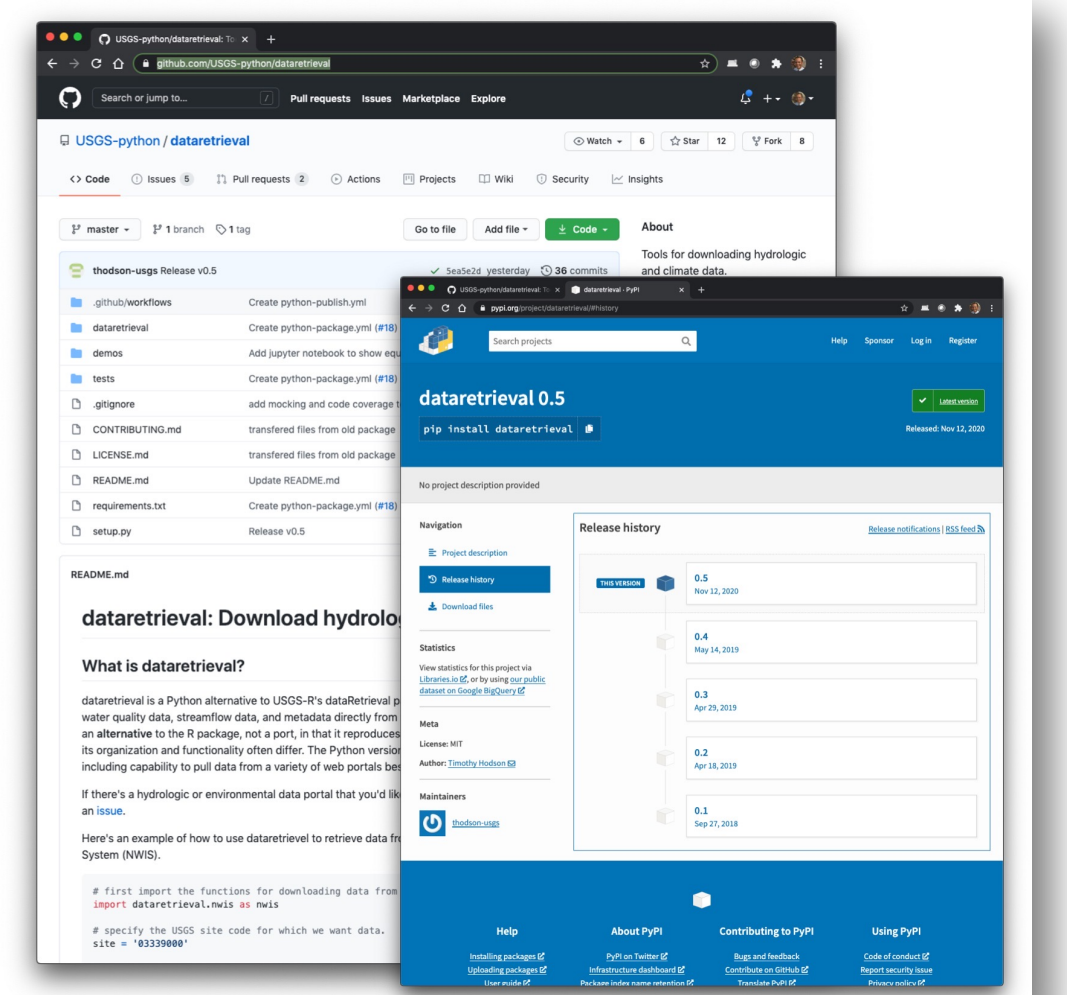 USGS-python/dataretrieval: To
github.com/USGS-python/dataretrieval
Search or jump to...
/
Pull requests Issues Marketplace Explore
USGS-python / dataretrieval
Watch 6
Star 12
Fork 8
<> Code
Issues 5
Pull requests 2
Actions
Projects
Wiki
Security
Insights
master
1 branch
1 tag
Go to file
Add file
Code
About
Tools for downloading hydrologic
and climate data.
thodson-usgs Release v0.5
5ea5e2d yesterday 36 commits
.github/workflows Create python-publish.yml
dataretrieval Create python-package.yml (#18)
demos Add jupyter notebook to show equ
tests Create python-package.yml (#18)
.gitignore add mocking and code coverage t
CONTRIBUTING.md transfered files from old package
LICENSE.md transfered files from old package
README.md Update README.md
requirements.txt Create python-package.yml (#18)
setup.py Release v0.5
README.md
dataretrieval: Download hydrolo
What is dataretrieval?
dataretrieval is a Python alternative to USGS-R's dataRetrieval p
water quality data, streamflow data, and metadata directly from
an alternative to the R package, not a port, in that it reproduces
its organization and functionality often differ. The Python version
including capability to pull data from a variety of web portals bes
If there's a hydrologic or environmental data portal that you'd lik
an issue.
Here's an example of how to use dataretrievel to retrieve data fro
System (NWIS).
# first import the functions for downloading data from
import dataretrieval.nwis as nwis
# specify the USGS site code for which we want data.
site = '03339000'
USGS-python/dataretrieval: To
dataretrieval · PyPI
pypi.org/project/dataretrieval/#history
Search projects
Help Sponsor Log in Register
dataretrieval 0.5
pip install dataretrieval
Latest version
Released: Nov 12, 2020
No project description provided
Navigation
Project description
Release history
Download files
Statistics
View statistics for this project via
Libraries.io, or by using our public
dataset on Google BigQuery
Meta
License: MIT
Author: Timothy Hodson
Maintainers
thodson-usgs
Release history
Release notifications | RSS feed
THIS VERSION
0.5
Nov 12, 2020
0.4
May 14, 2019
0.3
Apr 29, 2019
0.2
Apr 18, 2019
0.1
Sep 27, 2018
Help
Installing packages
Uploading packages
User guide
About PyPI
PyPI on Twitter
Infrastructure dashboard
Package index name retention
Contributing to PyPI
Bugs and feedback
Contribute on GitHub
Translate PyPI
Using PyPI
Code of conduct
Report security issue
Privacy policy